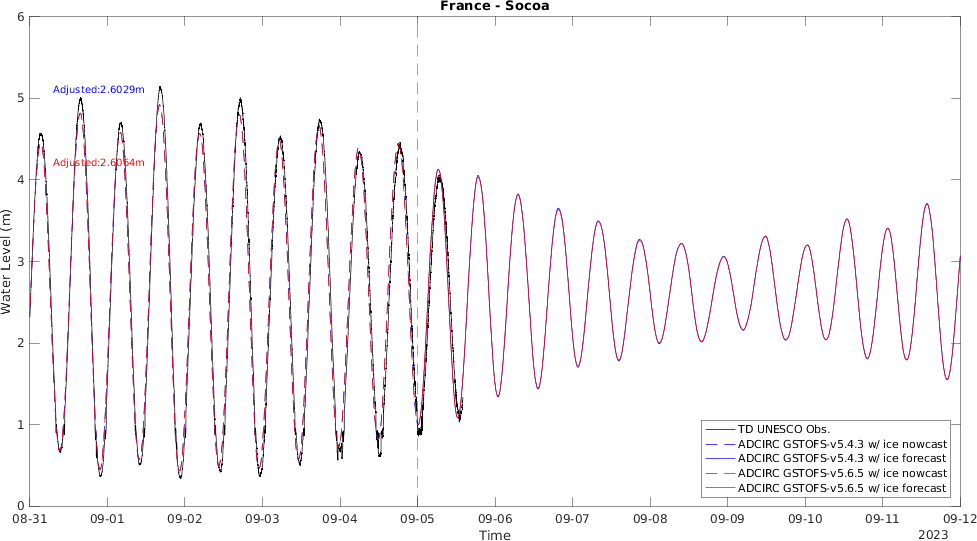 France - Socoa
6
5
4
3
2
1
0
Water Level (m)
Adjusted:2.6029m
Adjusted:2.6064m
TD UNESCO Obs.
ADCIRC GSTOFS-v5.4.3 w/ ice nowcast
ADCIRC GSTOFS-v5.4.3 w/ ice forecast
ADCIRC GSTOFS-v5.6.5 w/ ice nowcast
ADCIRC GSTOFS-v5.6.5 w/ ice forecast
08-31 09-01 09-02 09-03 09-04 09-05 09-06 09-07 09-08 09-09 09-10 09-11 09-12
Time
2023